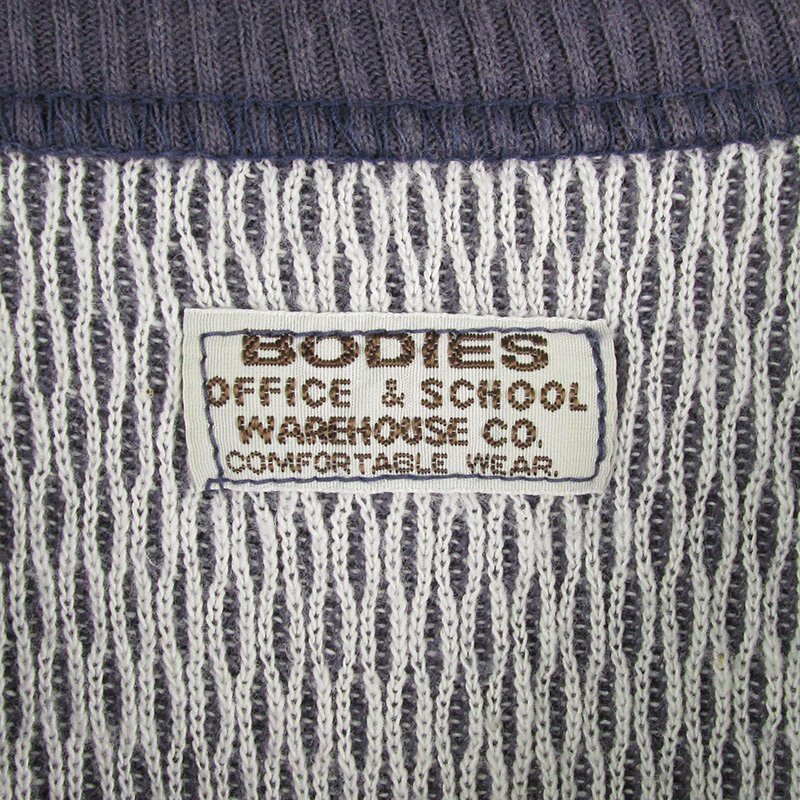 BODIES
OFFICE & SCHOOL
WAREHOUSE CO.
COMFORTABLE WEAR.